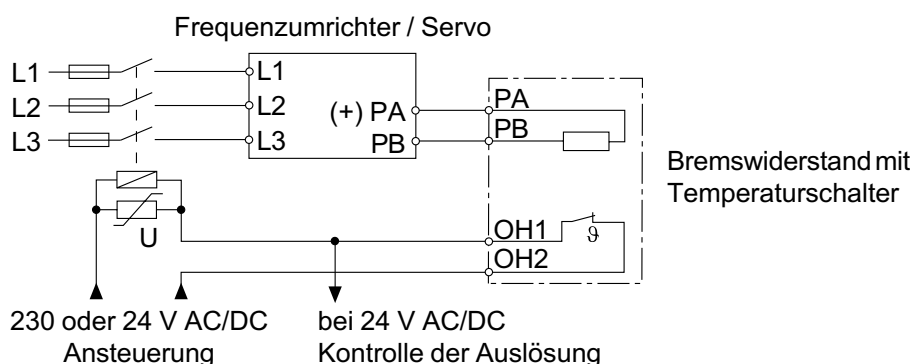 Frequenzumrichter / Servo
L1
L2
L3
L1
L2
L3
(+) PA
PB
PA
PB
Bremswiderstand mit
Temperaturschalter
U
OH1
OH2
ϑ
230 oder 24 V AC/DC
Ansteuerung
bei 24 V AC/DC
Kontrolle der Auslösung